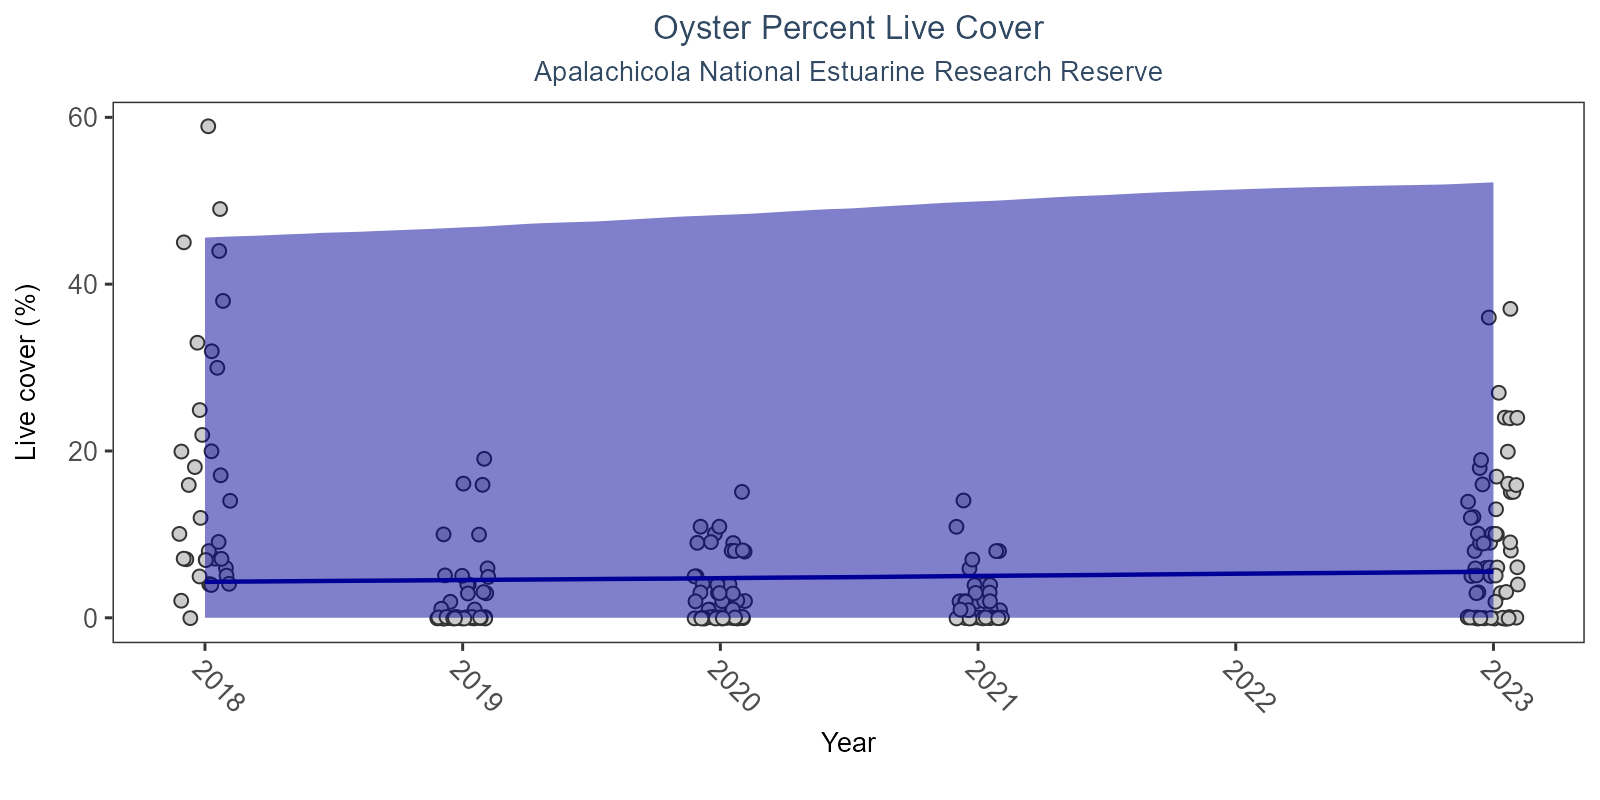 Oyster Percent Live Cover
Apalachicola National Estuarine Research Reserve
Live cover (%)
60
40
20
0
2018
2019
2020
2021
2022
2023
Year